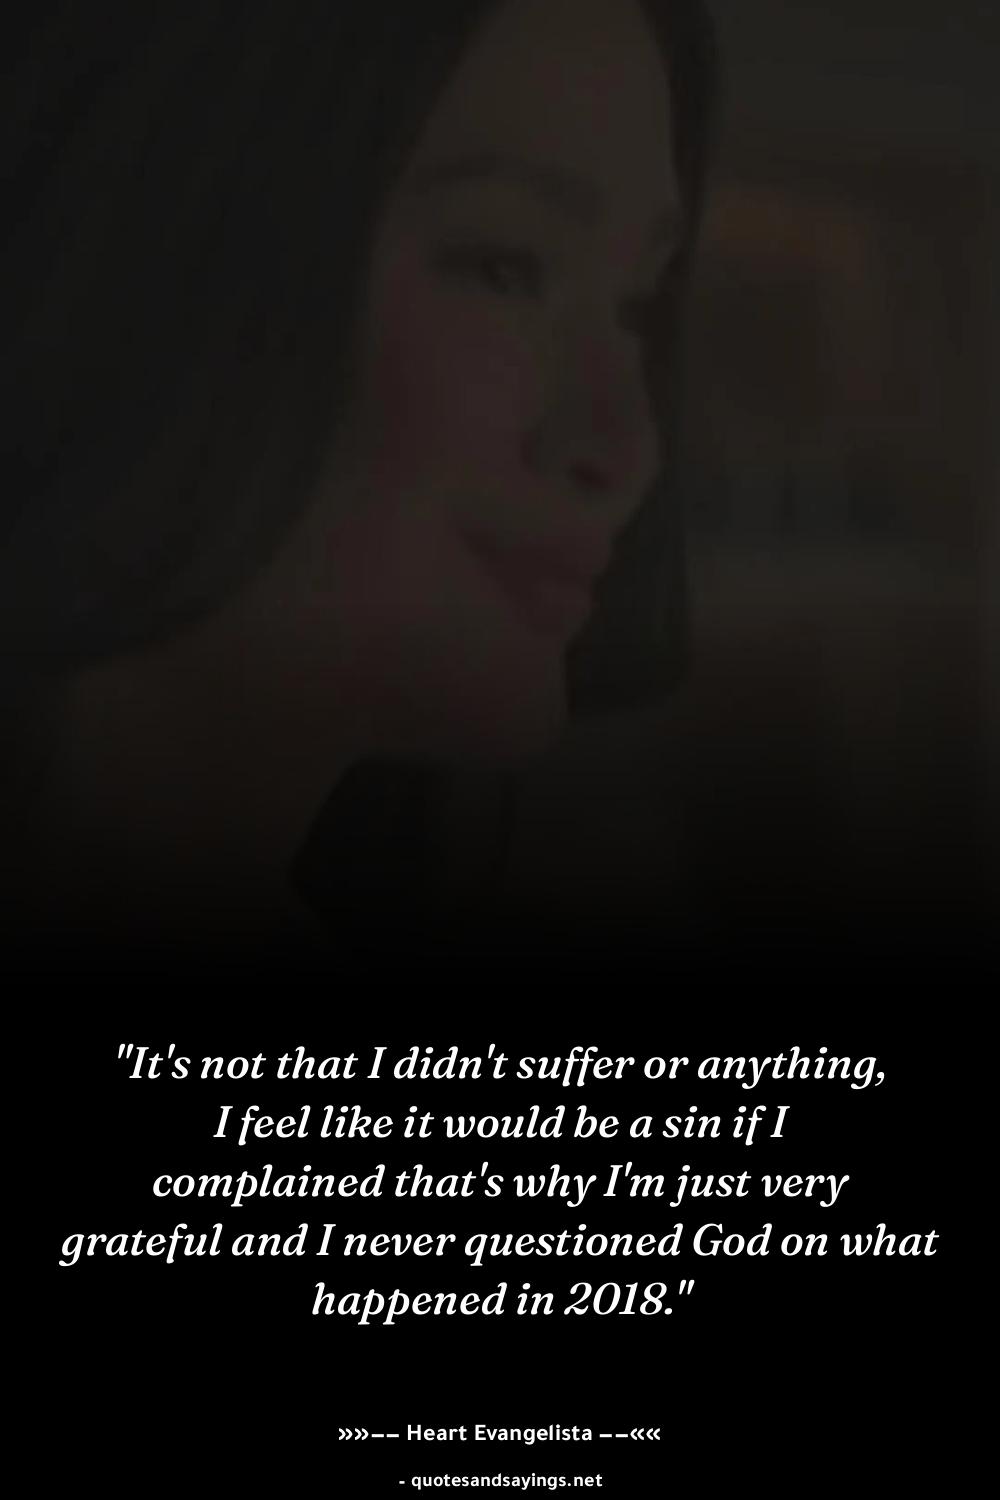 "It's not that I didn't suffer or anything,
I feel like it would be a sin if I
complained that's why I'm just very
grateful and I never questioned God on what
happened in 2018."
»»−− Heart Evangelista −−««
- quotesandsayings.net